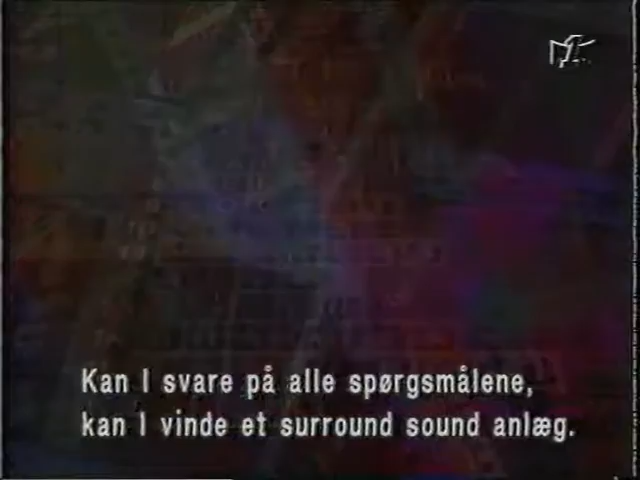 Kan I svare på alle spørgsmålene,
kan I vinde et surround sound anlæg.